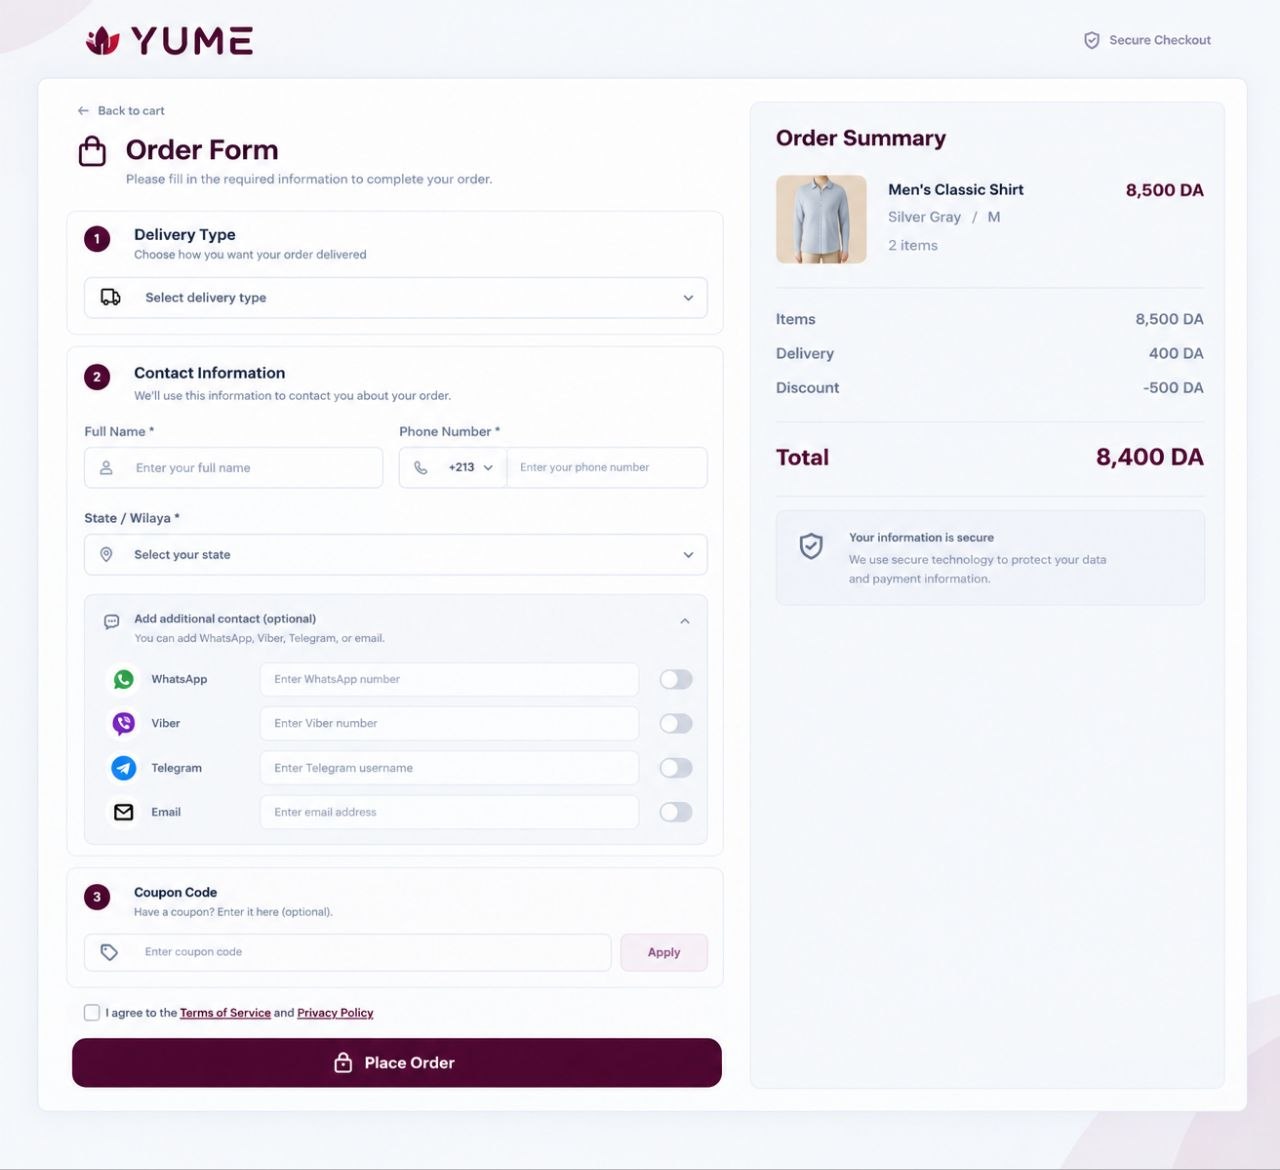 YUME
Secure Checkout
Back to cart
Order Form
Please fill in the required information to complete your order.
1
Delivery Type
Choose how you want your order delivered
Select delivery type
2
Contact Information
We'll use this information to contact you about your order.
Full Name *
Phone Number *
Enter your full name
+213
Enter your phone number
State / Wilaya *
Select your state
Add additional contact (optional)
You can add WhatsApp, Viber, Telegram, or email.
WhatsApp
Enter WhatsApp number
Viber
Enter Viber number
Telegram
Enter Telegram username
Email
Enter email address
3
Coupon Code
Have a coupon? Enter it here (optional).
Enter coupon code
Apply
I agree to the Terms of Service and Privacy Policy
Place Order
Order Summary
Men's Classic Shirt
8,500 DA
Silver Gray / M
2 items
Items 8,500 DA
Delivery 400 DA
Discount -500 DA
Total 8,400 DA
Your information is secure
We use secure technology to protect your data
and payment information.